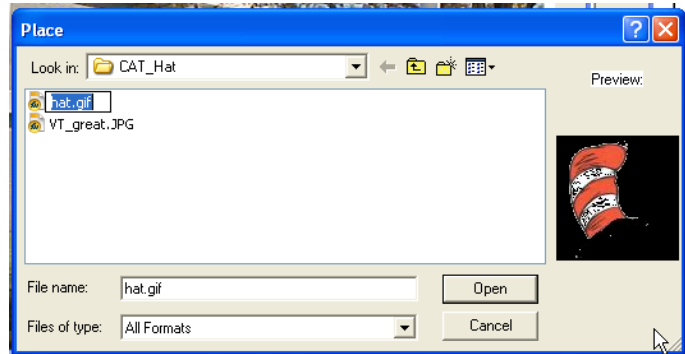 Place
Look in: CAT_Hat
Preview:
hat.gif
VT_great.JPG
File name: hat.gif
Open
Files of type: All Formats
Cancel